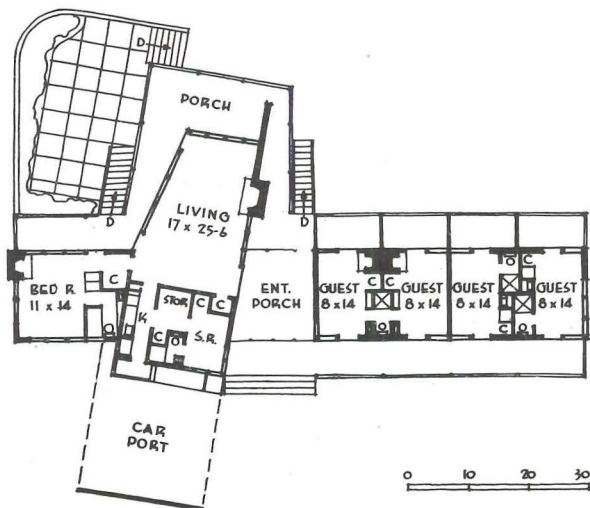 D
PORCH
LIVING
17 x 25-6
D
BED R.
11 x 14
C
K
STOR.
C
C
S.R.
C
O
O
ENT.
PORCH
GUEST
8 x 14
C
C
O
GUEST
8 x 14
GUEST
8 x 14
O
C
C
O
GUEST
8 x 14
CAR
PORT
0 10 20 30